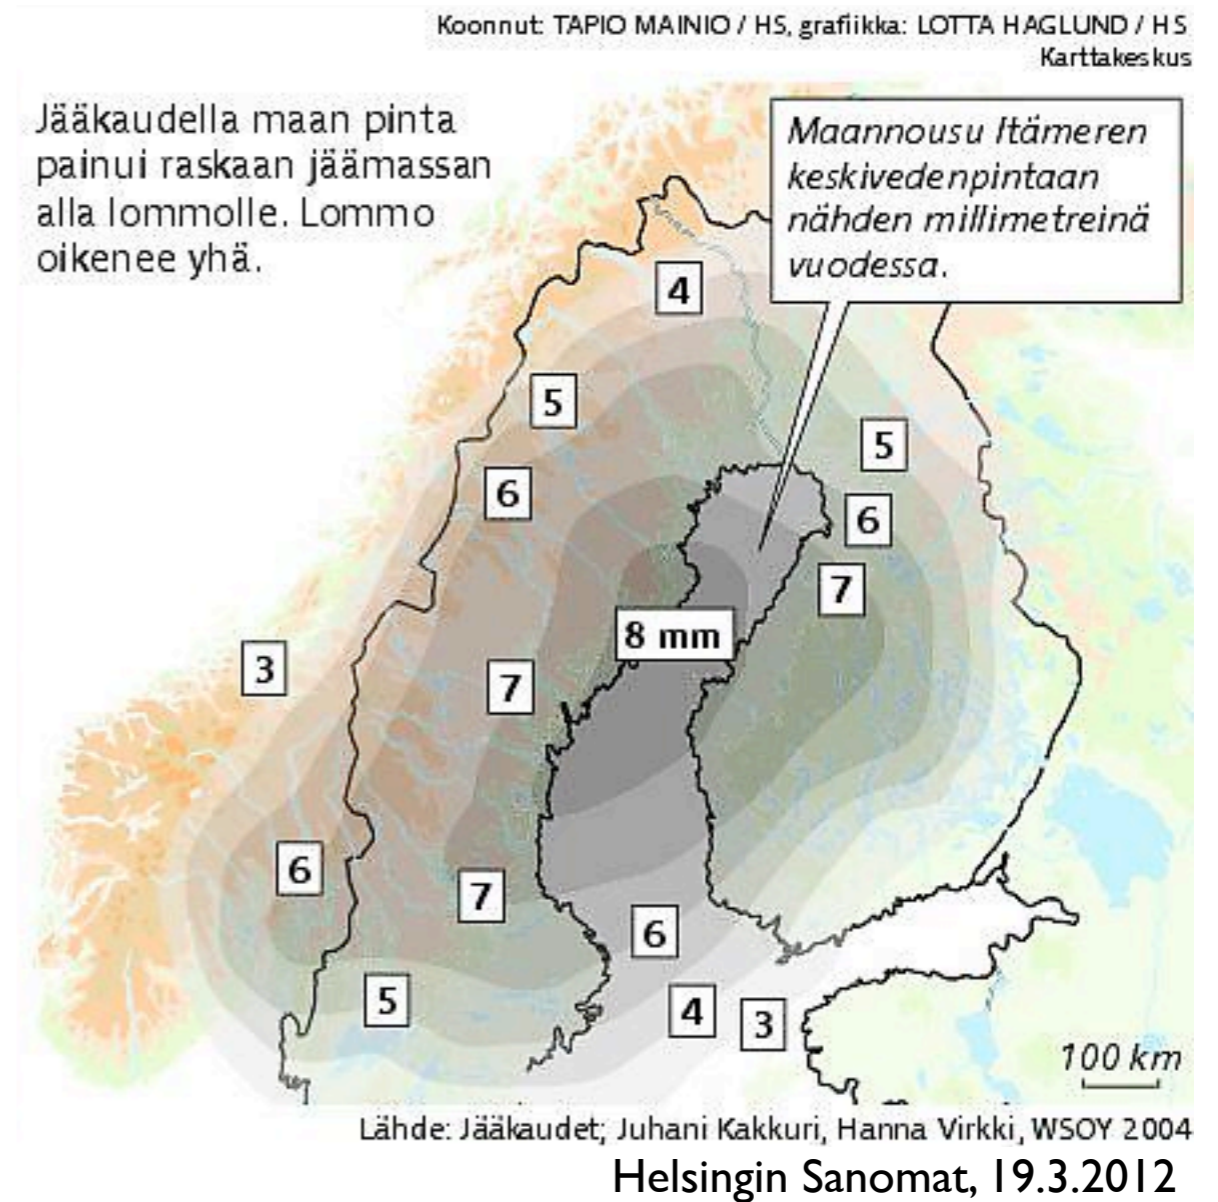 Koonnut: TAPIO MAINIO / HS, grafiikka: LOTTA HAGLUND / HS
Karttakeskus
Jääkaudella maan pinta
painui raskaan jäämassan
alla lommolle. Lommo
oikenee yhä.
Maannousu Itämeren
keskivedenpintaan
nähden millimetreinä
vuodessa.
4
5
5
6
6
7
8 mm
3
7
6
7
6
5
4
3
100 km
Lähde: Jääkaudet; Juhani Kakkuri, Hanna Virkki, WSOY 2004
Helsingin Sanomat, 19.3.2012